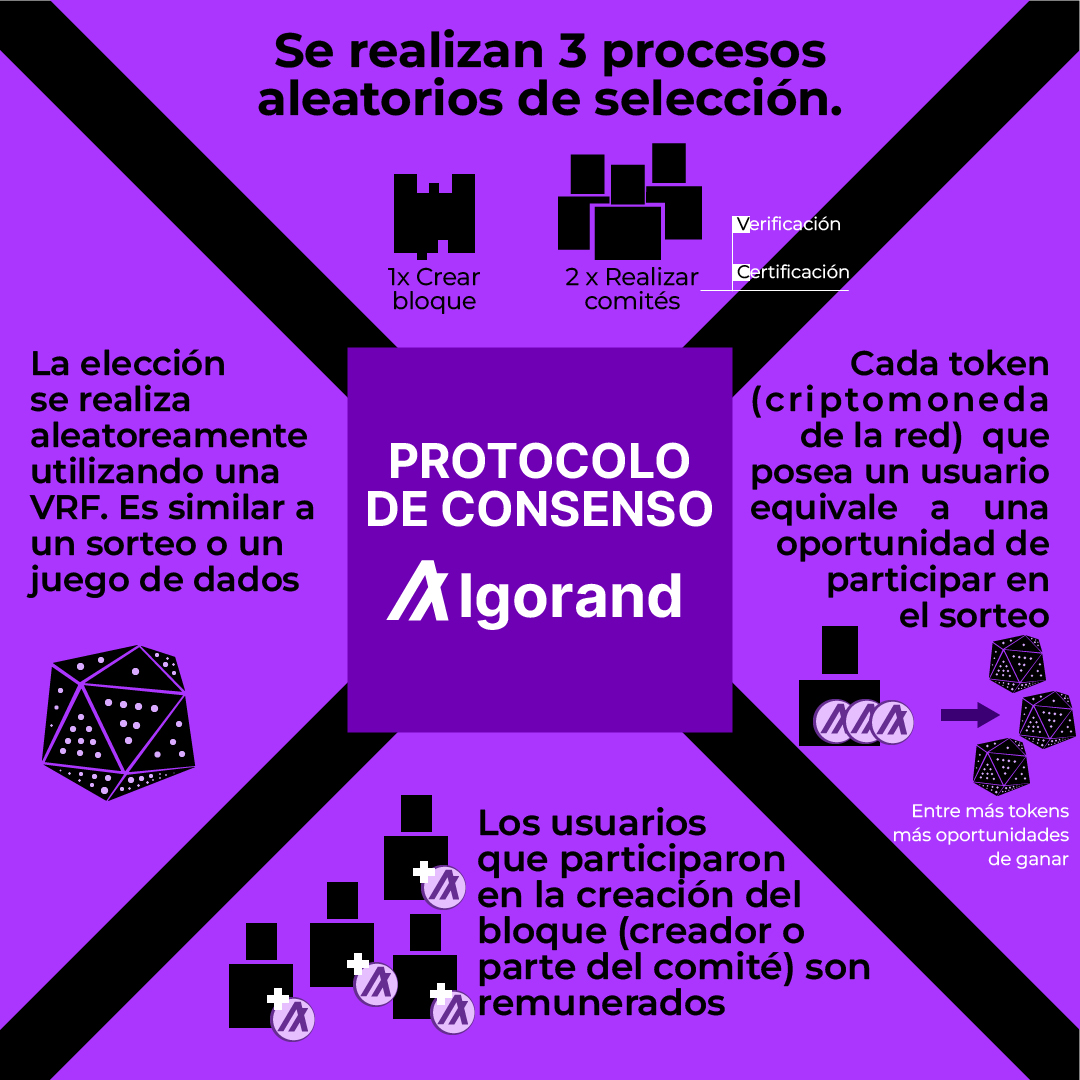 Se realizan 3 procesos
aleatorios de selección.
1x Crear
bloque
2 x Realizar
comités
Verificación
Certificación
La elección
se realiza
aleatoreamente
utilizando una
VRF. Es similar a
un sorteo o un
juego de dados
PROTOCOLO
DE CONSENSO
Algorand
Cada token
(criptomoneda
de la red) que
posea un usuario
equivale a una
oportunidad de
participar en
el sorteo
Entre más tokens
más oportunidades
de ganar
Los usuarios
que participaron
en la creación del
bloque (creador o
parte del comité) son
remunerados